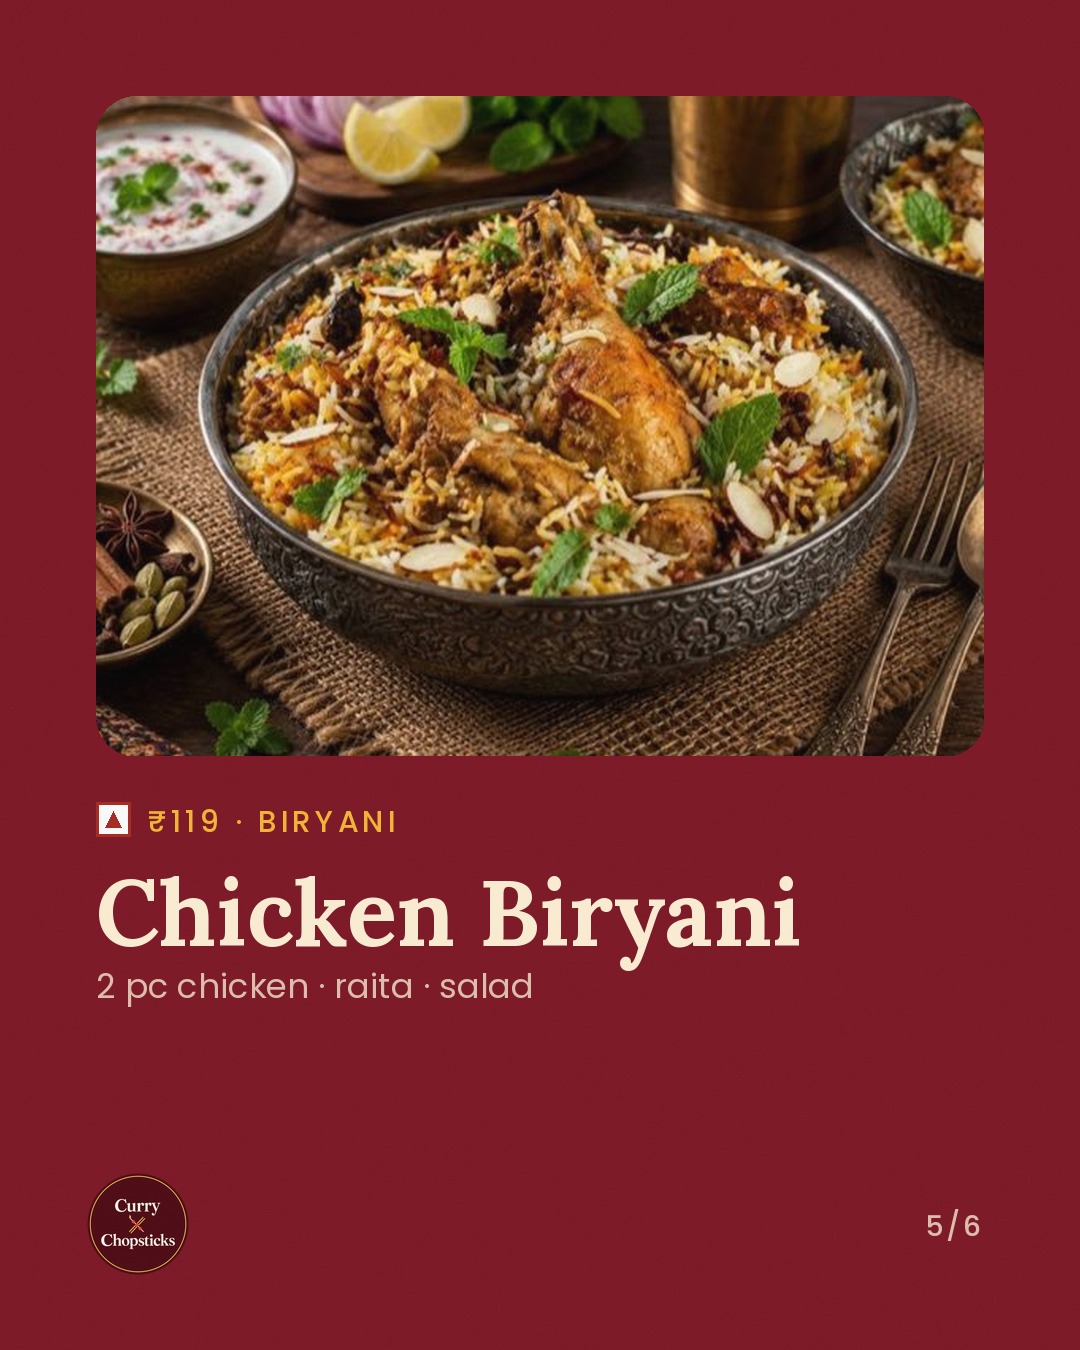 ₹119 · BIRYANI
Chicken Biryani
2 pc chicken · raita · salad
Curry
Chopsticks
5/6